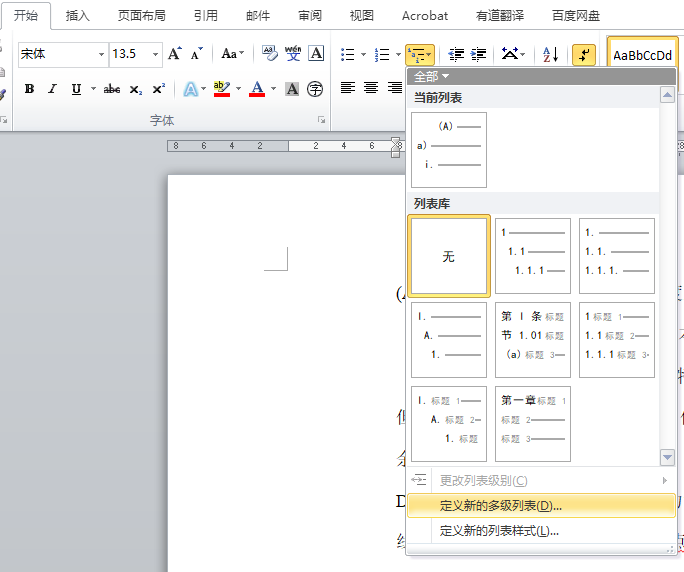 开始 插入 页面布局 引用 邮件 审阅 视图 Acrobat 有道翻译 百度网盘
宋体 13.5 A A Aa wén A
B I U abc X₂ X² A ab A A 字
AaBbCcDd
字体
全部
当前列表
(A)
a)
i.
列表库
无
1
1.1
1.1.1
1.
1.1.
1.1.1.
I.
A.
1.
第 I 条 标题
节 1.01 标题
(a) 标题 3
1 标题 1
1.1 标题 2
1.1.1 标题 3
I. 标题 1
A. 标题 2
1. 标题
第一章 标题 1
标题 2
标题 3
更改列表级别(C)
定义新的多级列表(D)...
定义新的列表样式(L)...
8 6 4 2 2 4 6 8